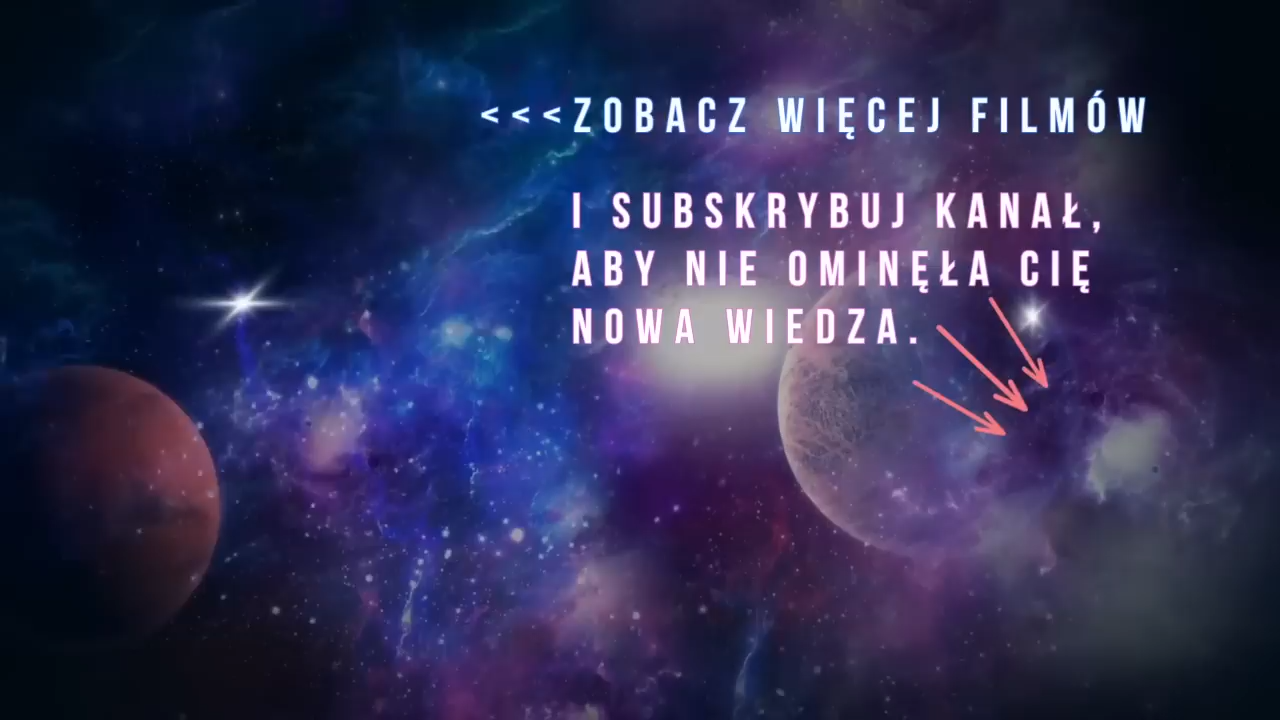 <<<ZOBACZ WIĘCEJ FILMÓW
I SUBSKRYBUJ KANAŁ,
ABY NIE OMINĘŁA CIĘ
NOWA WIEDZA.